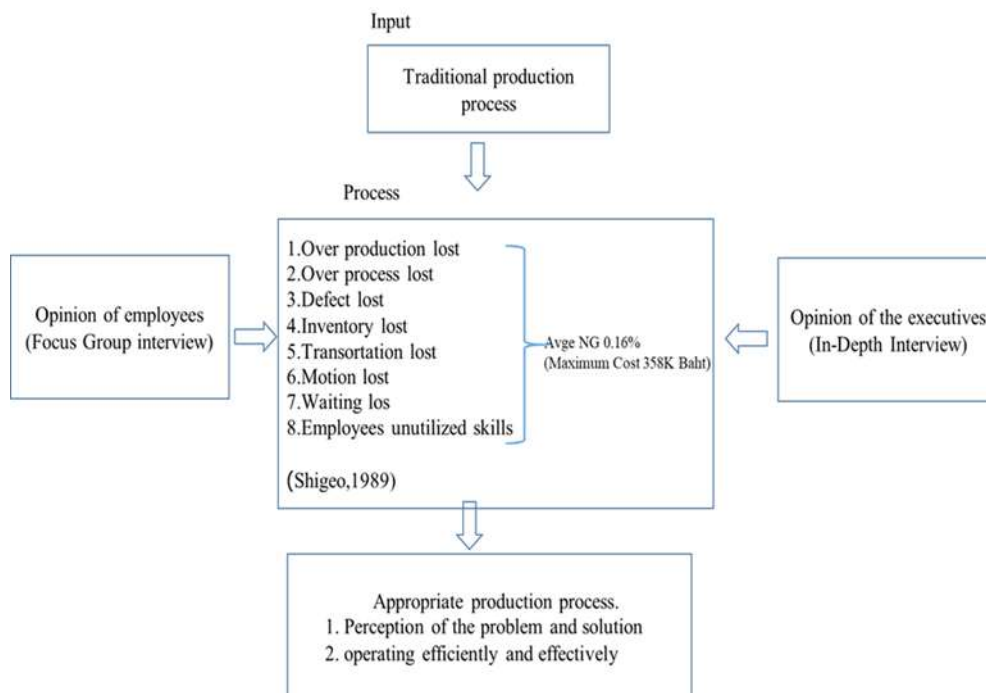 Input
Traditional production
process
Process
1.Over production lost
2.Over process lost
3.Defect lost
4.Inventory lost
5.Transortation lost
6.Motion lost
7.Waiting los
8.Employees unutilized skills
(Shigeo,1989)
Avge NG 0.16%
(Maximum Cost 358K Baht)
Opinion of employees
(Focus Group interview)
Opinion of the executives
(In-Depth Interview)
Appropriate production process.
1. Perception of the problem and solution
2. operating efficiently and effectively